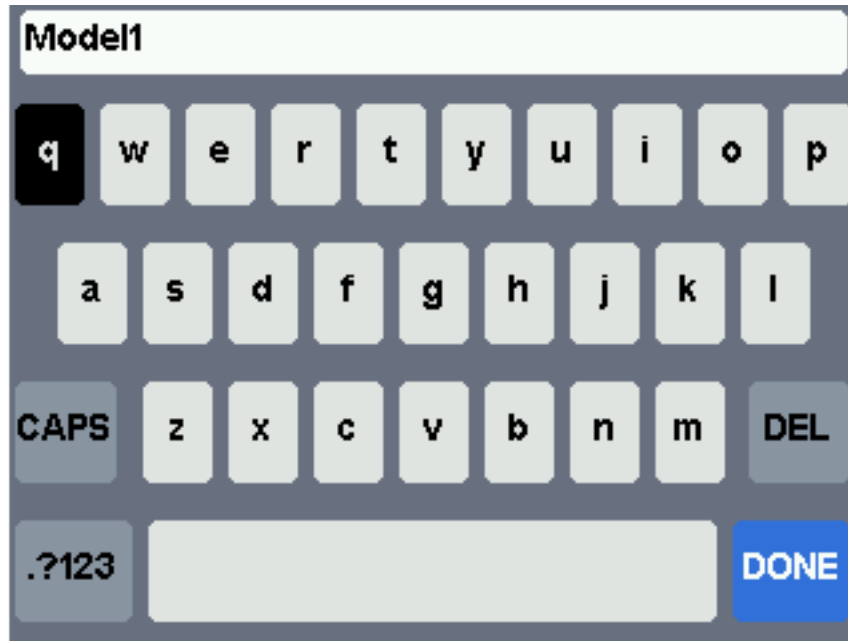 Model1
q w e r t y u i o p
a s d f g h j k l
CAPS z x c v b n m DEL
.?123 DONE